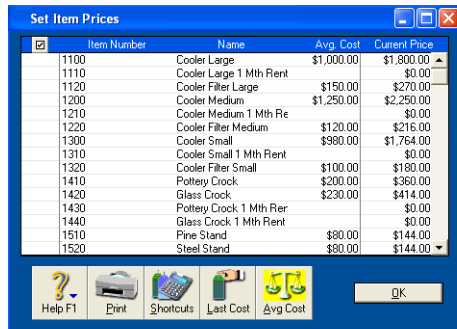 Set Item Prices
Item Number Name Avg. Cost Current Price
1100 Cooler Large $1,000.00 $1,800.00
1110 Cooler Large 1 Mth Rent $0.00
1120 Cooler Filter Large $150.00 $270.00
1200 Cooler Medium $1,250.00 $2,250.00
1210 Cooler Medium 1 Mth Re $0.00
1220 Cooler Filter Medium $120.00 $216.00
1300 Cooler Small $980.00 $1,764.00
1310 Cooler Small 1 Mth Rent $0.00
1320 Cooler Filter Small $100.00 $180.00
1410 Pottery Crock $200.00 $360.00
1420 Glass Crock $230.00 $414.00
1430 Pottery Crock 1 Mth Rer $0.00
1440 Glass Crock 1 Mth Rent $0.00
1510 Pine Stand $80.00 $144.00
1520 Steel Stand $80.00 $144.00
Help F1 Print Shortcuts Last Cost Avg Cost OK